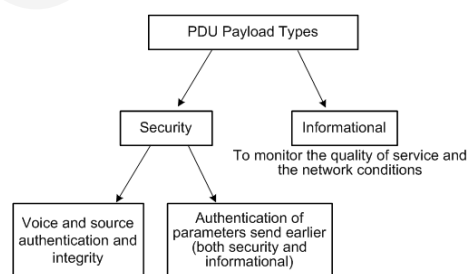 PDU Payload Types
Security
Informational
To monitor the quality of service and
the network conditions
Voice and source
authentication and
integrity
Authentication of
parameters send earlier
(both security and
informational)